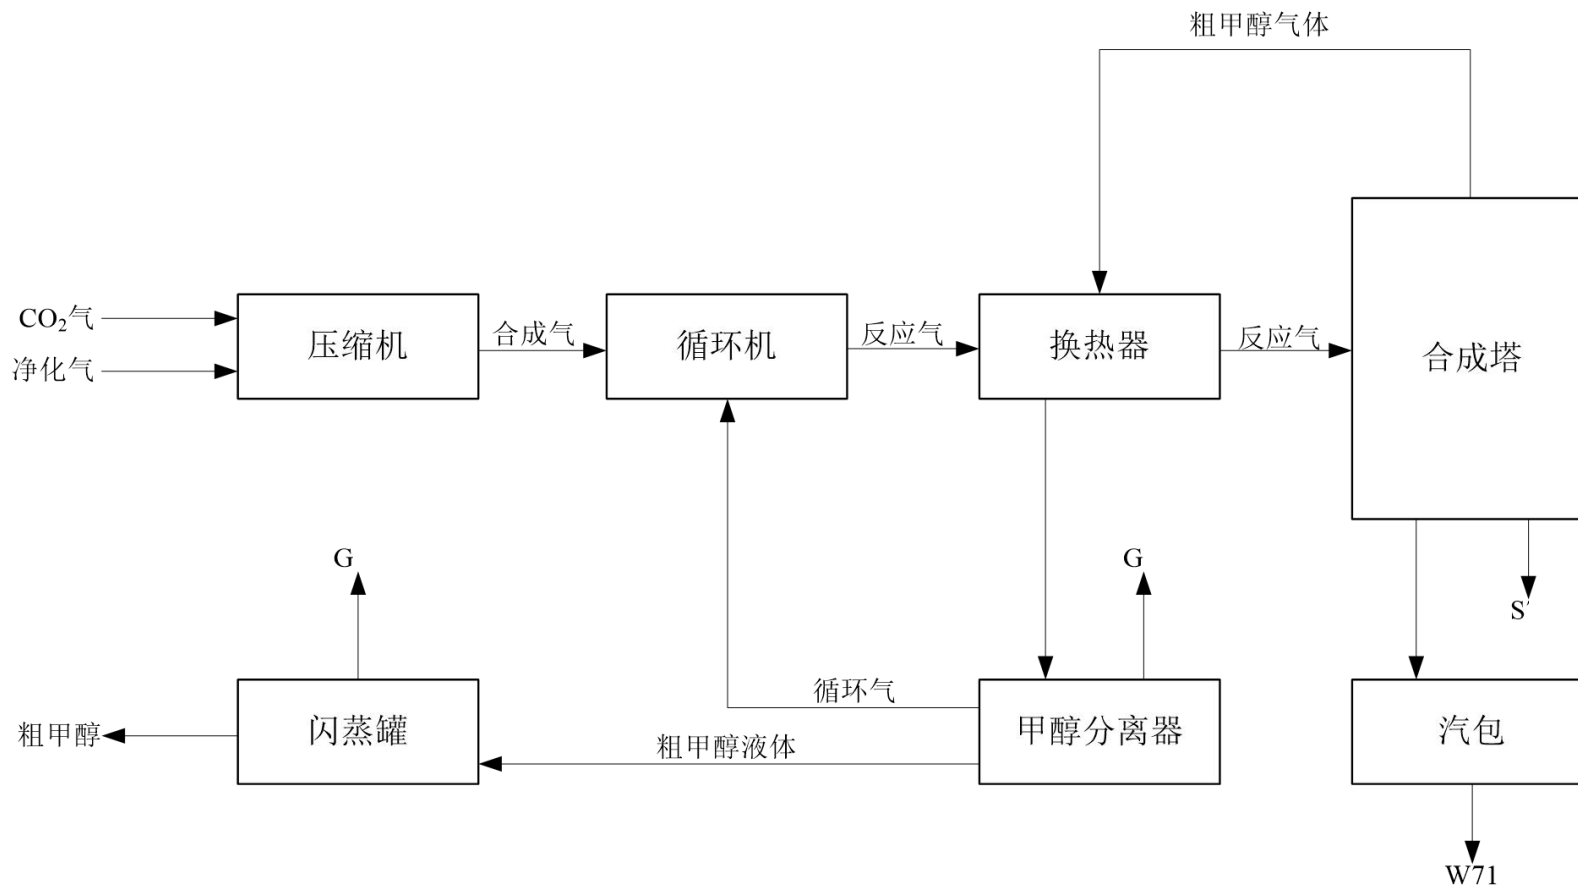 粗甲醇气体
CO₂气
净化气
压缩机
合成气
循环机
反应气
换热器
反应气
合成塔
G
G
S'
粗甲醇
闪蒸罐
循环气
粗甲醇液体
甲醇分离器
汽包
W71